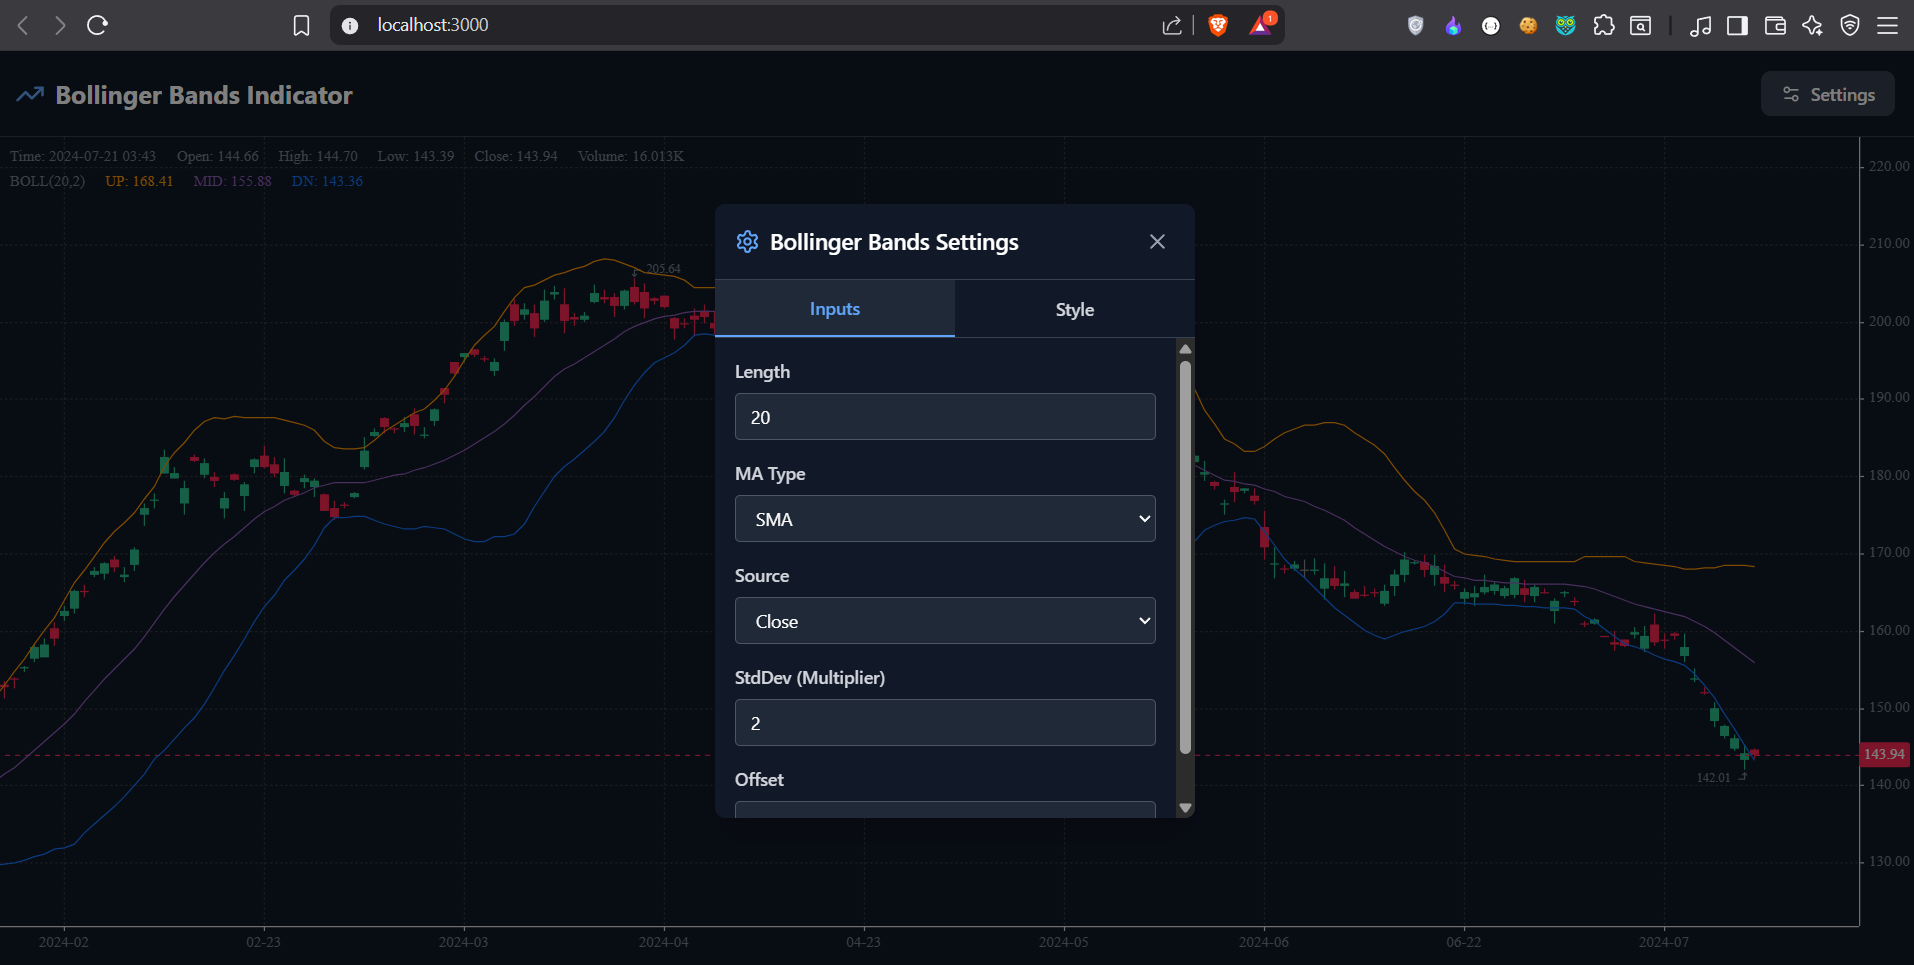 localhost:3000
1
Bollinger Bands Indicator
Settings
Time: 2024-07-21 03:43 Open: 144.66 High: 144.70 Low: 143.39 Close: 143.94 Volume: 16.013K
BOLL(20,2) UP: 168.41 MID: 155.88 DN: 143.36
220.00
210.00
200.00
190.00
180.00
170.00
160.00
150.00
143.94
140.00
130.00
205.64
142.01
Bollinger Bands Settings
Inputs Style
Length
20
MA Type
SMA
Source
Close
StdDev (Multiplier)
2
Offset
2024-02 02-23 2024-03 2024-04 04-23 2024-05 2024-06 06-22 2024-07